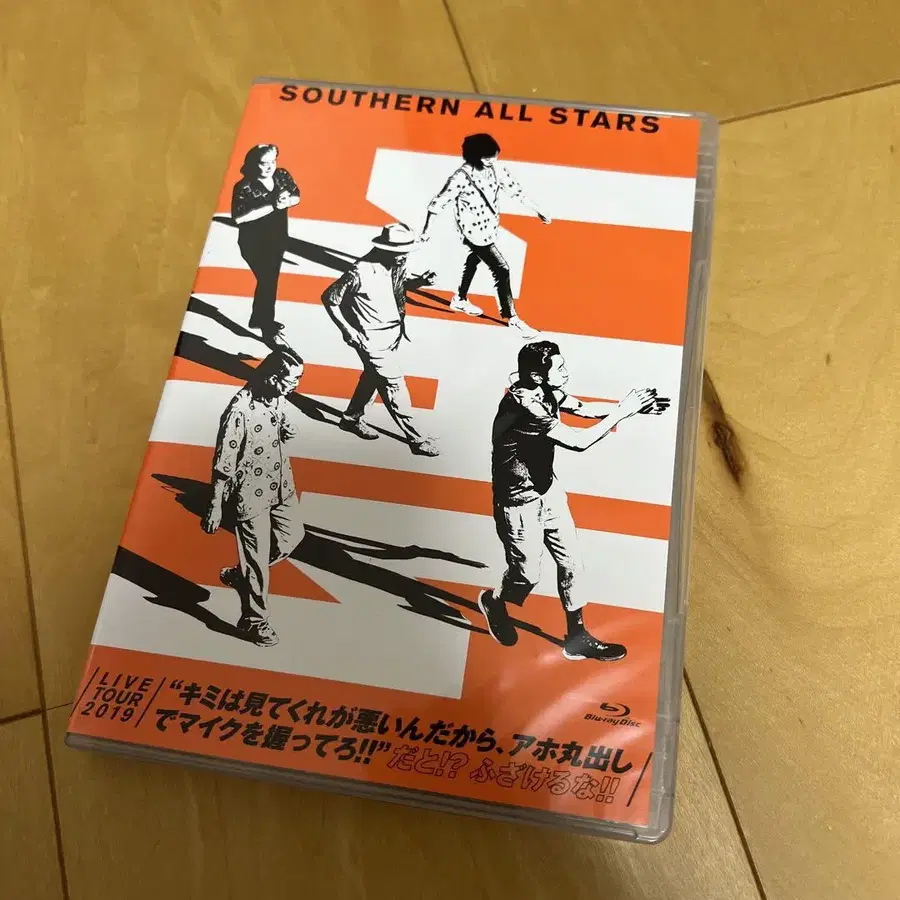 SOUTHERN ALL STARS
LIVE
TOUR
2019
“キミは見てくれが悪いんだから、アホ丸出し
でマイクを握ってろ!!”だと!? ふざけるな!!
Blu-ray Disc